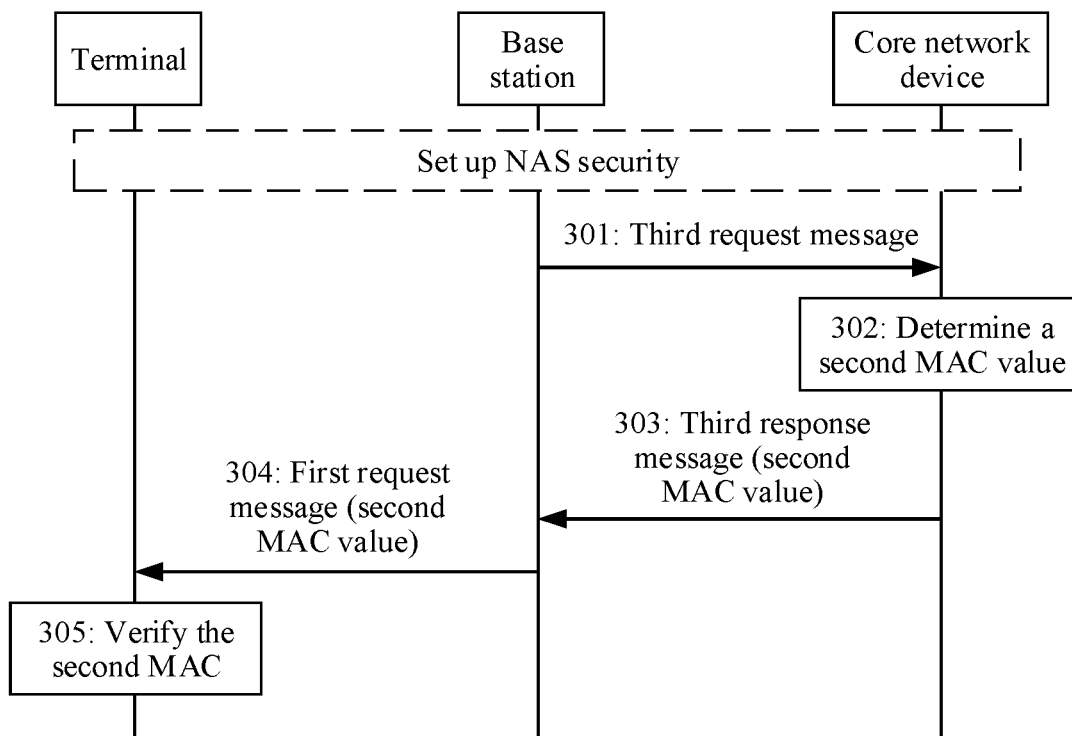 Terminal
Base
station
Core network
device
Set up NAS security
301: Third request message
302: Determine a
second MAC value
303: Third response
message (second
MAC value)
304: First request
message (second
MAC value)
305: Verify the
second MAC